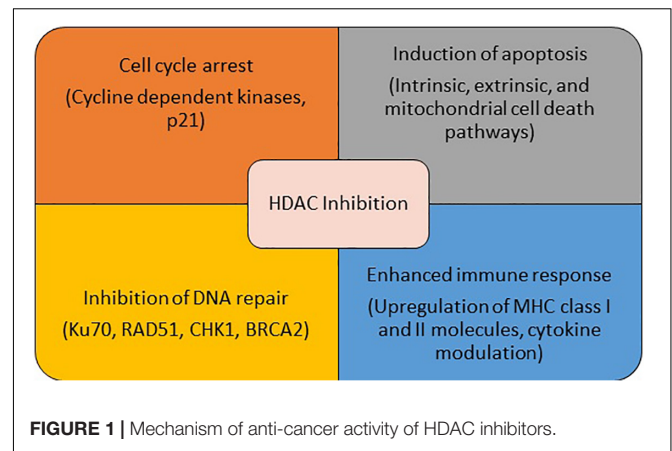 Cell cycle arrest
(Cycline dependent kinases,
p21)
Induction of apoptosis
(Intrinsic, extrinsic, and
mitochondrial cell death
pathways)
HDAC Inhibition
Inhibition of DNA repair
(Ku70, RAD51, CHK1, BRCA2)
Enhanced immune response
(Upregulation of MHC class I
and II molecules, cytokine
modulation)
FIGURE 1 | Mechanism of anti-cancer activity of HDAC inhibitors.